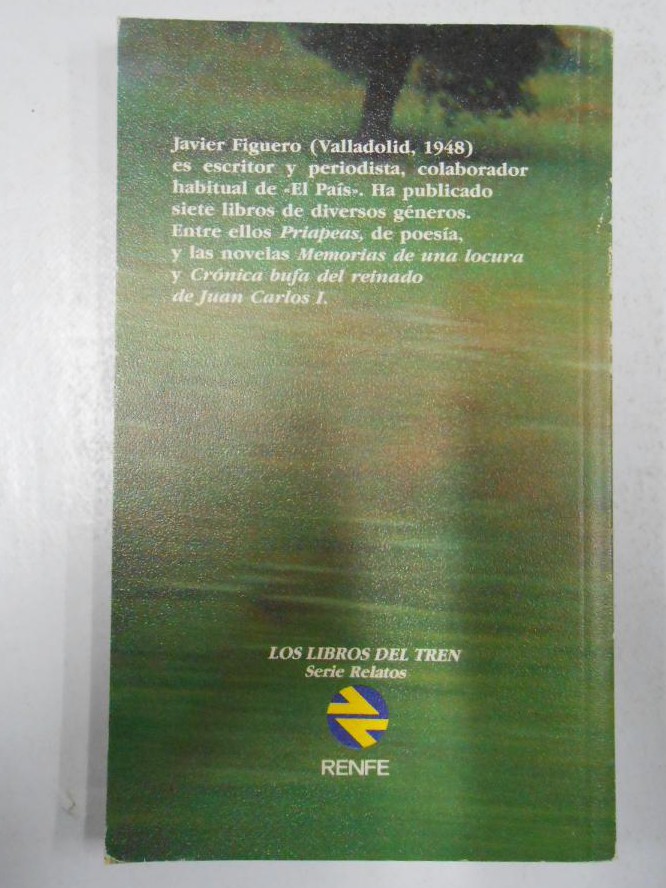 Javier Figuero (Valladolid, 1948)
es escritor y periodista, colaborador
habitual de «El País». Ha publicado
siete libros de diversos géneros.
Entre ellos Priapeas, de poesía,
y las novelas Memorias de una locura
y Crónica bufa del reinado
de Juan Carlos I.
LOS LIBROS DEL TREN
Serie Relatos
RENFE